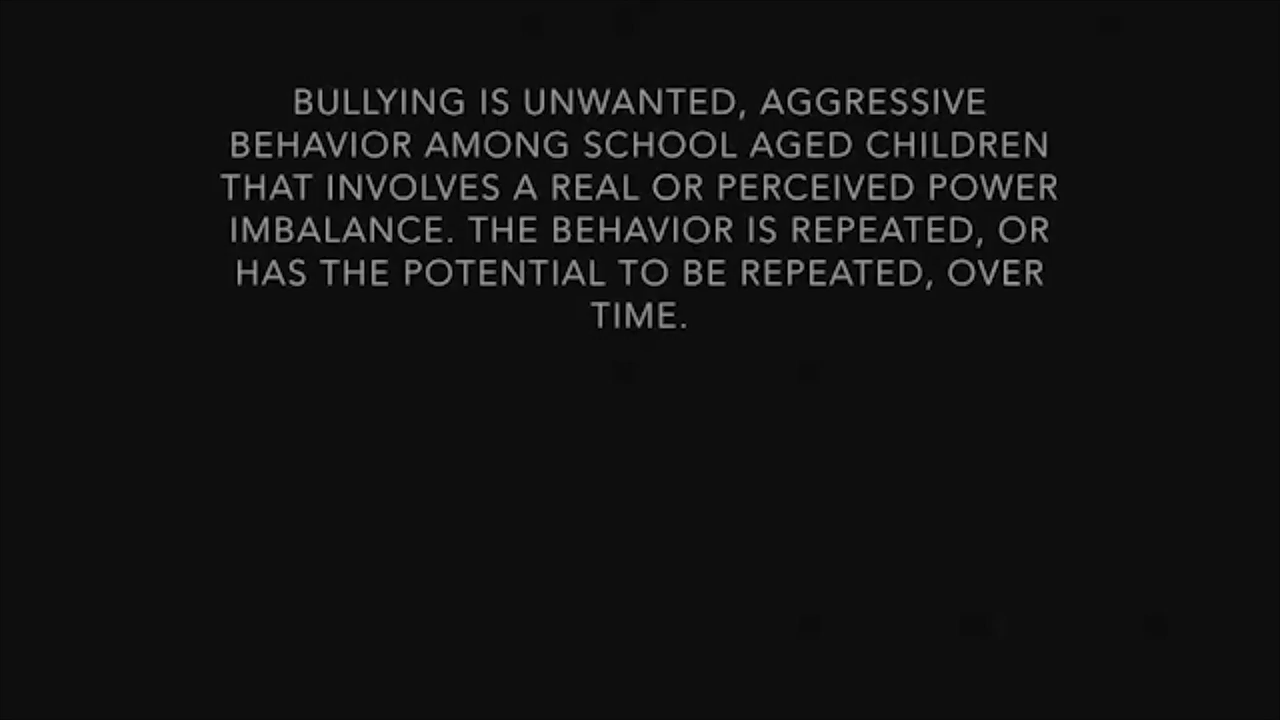 BULLYING IS UNWANTED, AGGRESSIVE
BEHAVIOR AMONG SCHOOL AGED CHILDREN
THAT INVOLVES A REAL OR PERCEIVED POWER
IMBALANCE. THE BEHAVIOR IS REPEATED, OR
HAS THE POTENTIAL TO BE REPEATED, OVER
TIME.